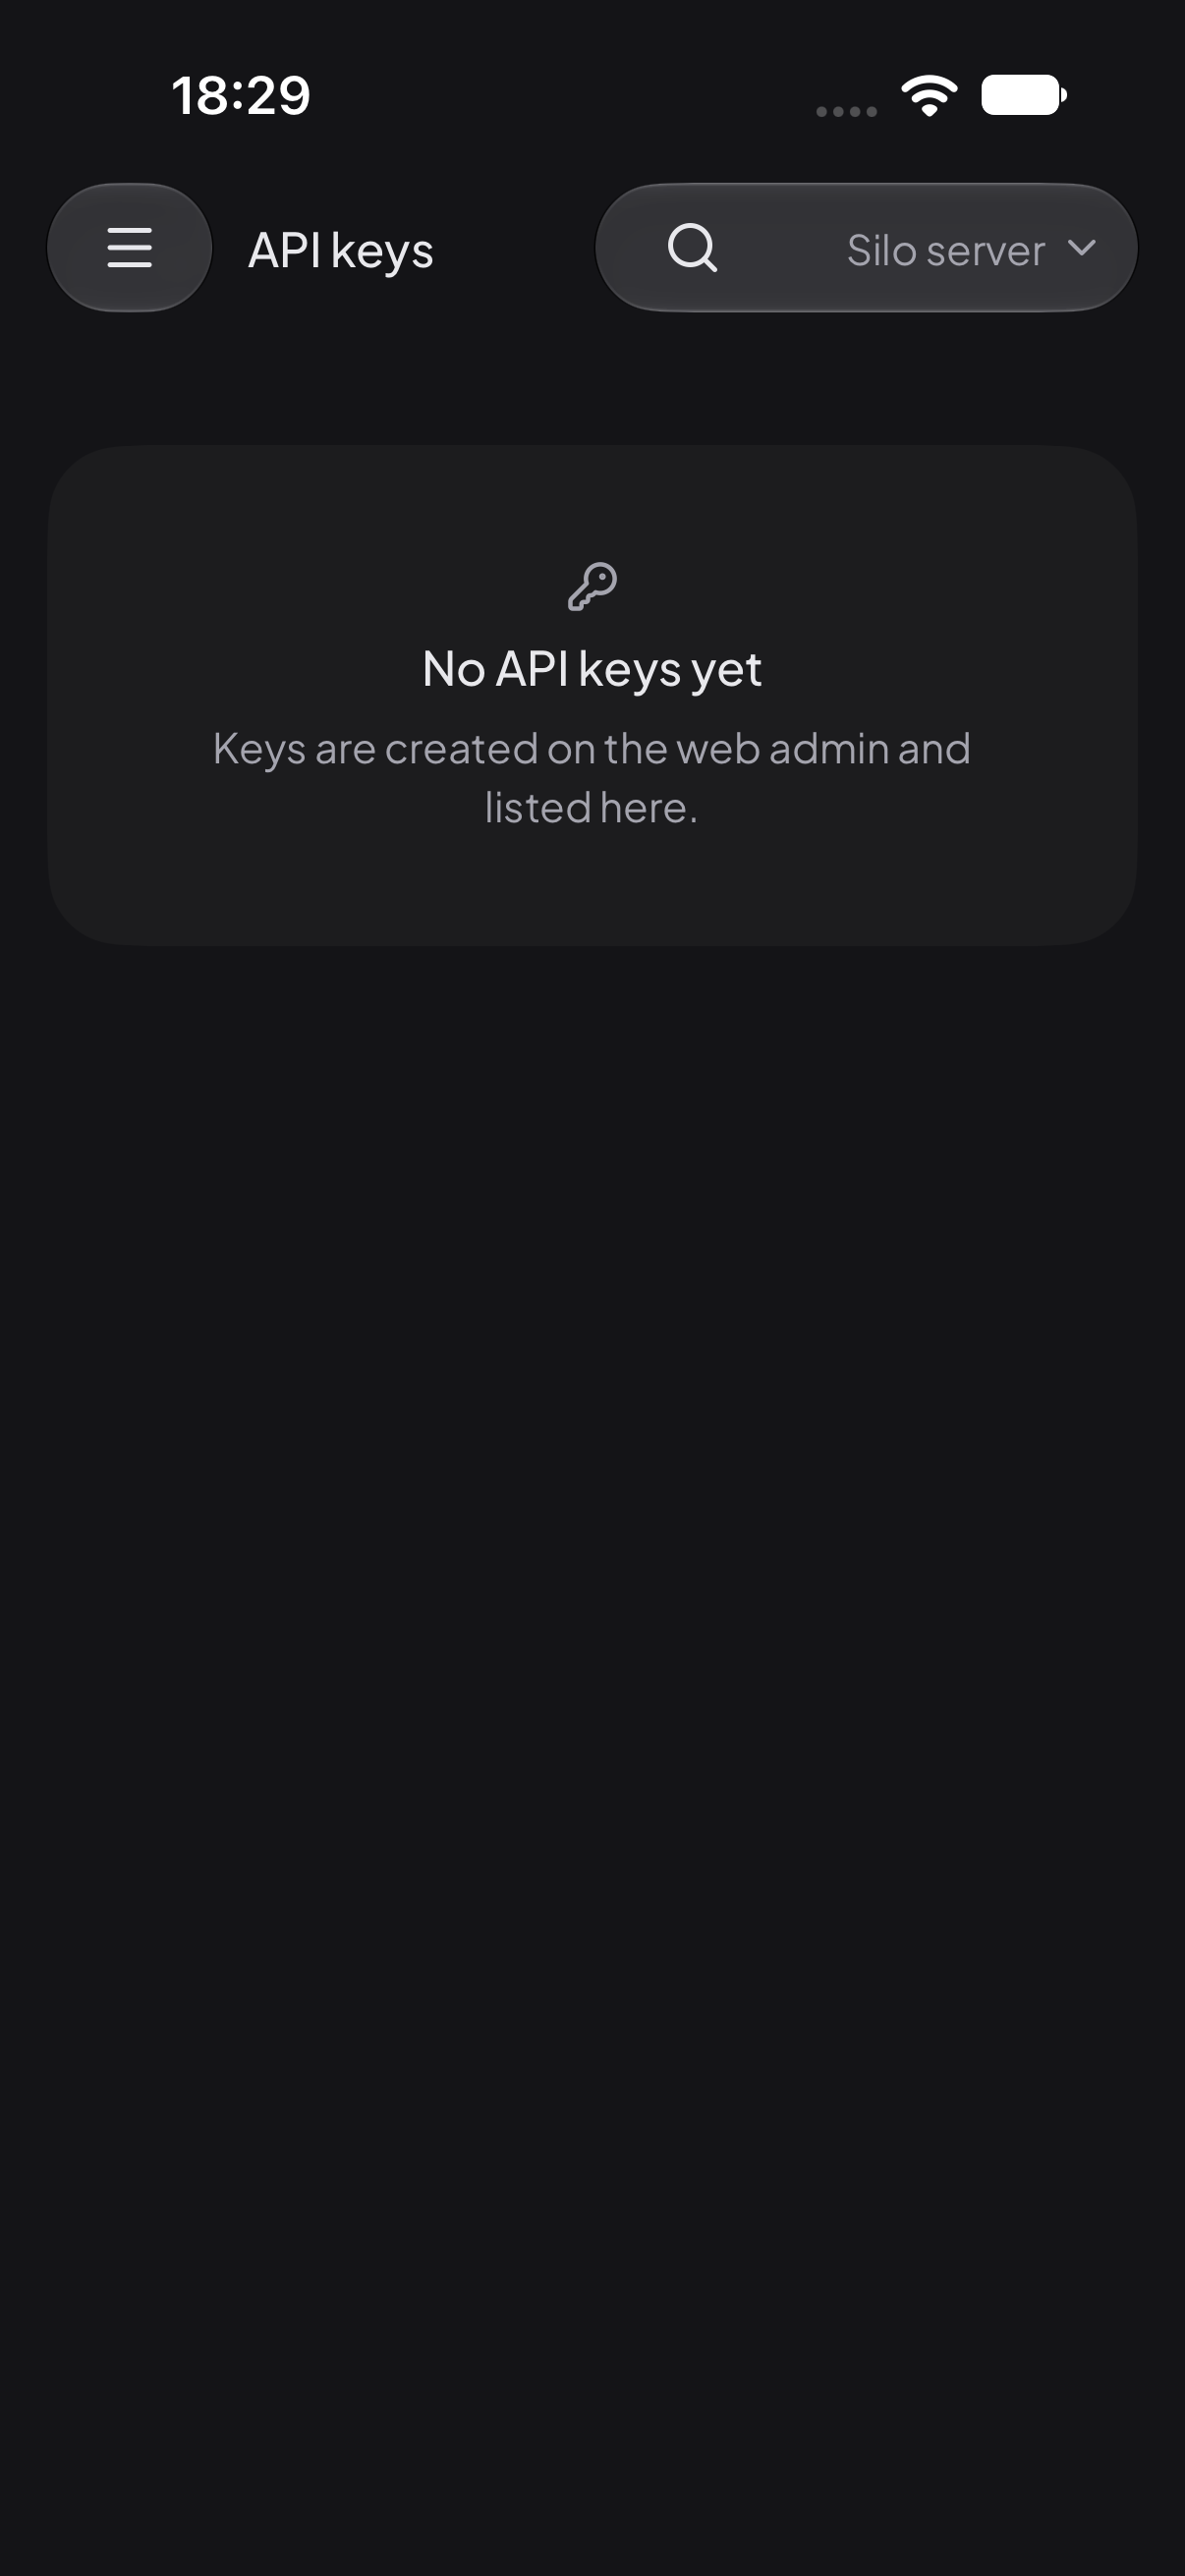 18:29
API keys
Silo server
No API keys yet
Keys are created on the web admin and
listed here.